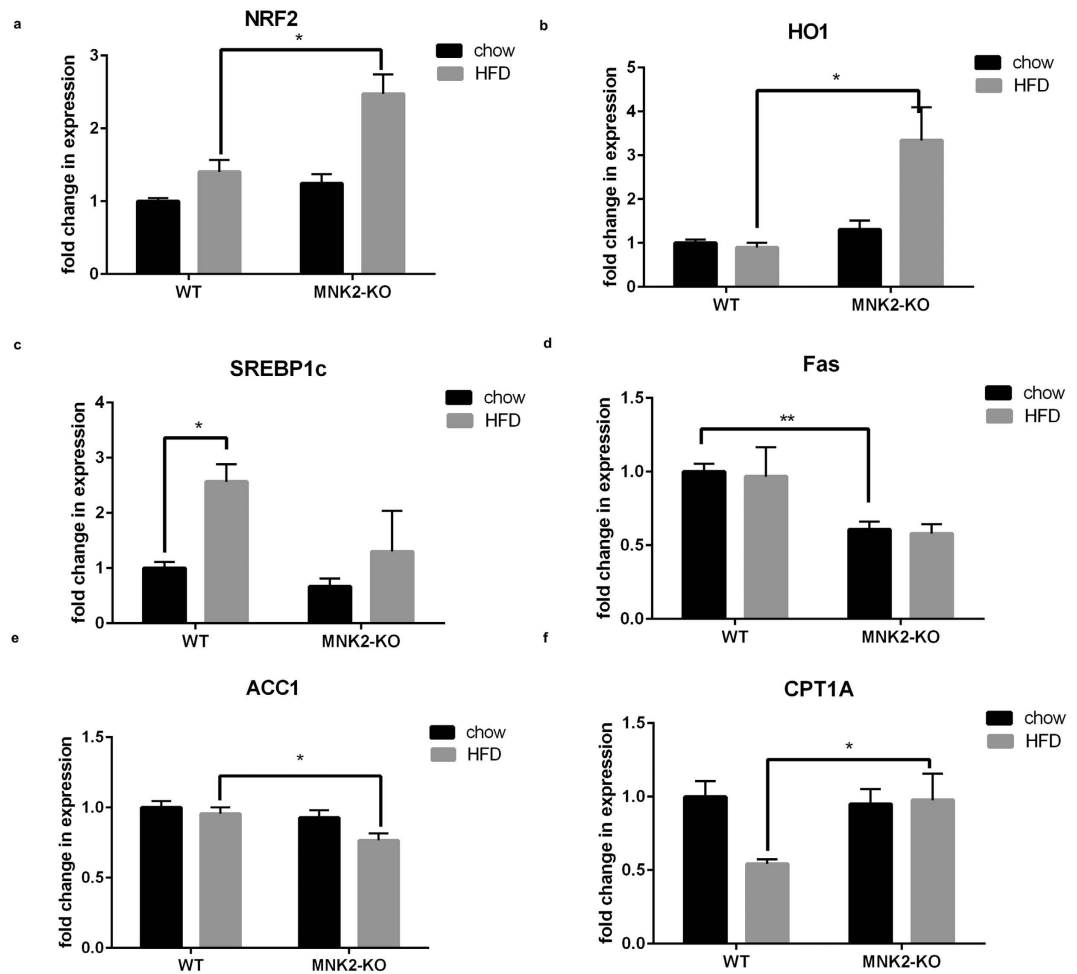 a
NRF2
*
chow
HFD
fold change in expression
3
2
1
0
WT MNK2-KO
b
HO1
*
chow
HFD
fold change in expression
5
4
3
2
1
0
WT MNK2-KO
c
SREBP1c
*
chow
HFD
fold change in expression
4
3
2
1
0
WT MNK2-KO
d
Fas
**
chow
HFD
fold change in expression
1.5
1.0
0.5
0.0
WT MNK2-KO
e
ACC1
*
chow
HFD
fold change in expression
1.5
1.0
0.5
0.0
WT MNK2-KO
f
CPT1A
*
chow
HFD
fold change in expression
1.5
1.0
0.5
0.0
WT MNK2-KO